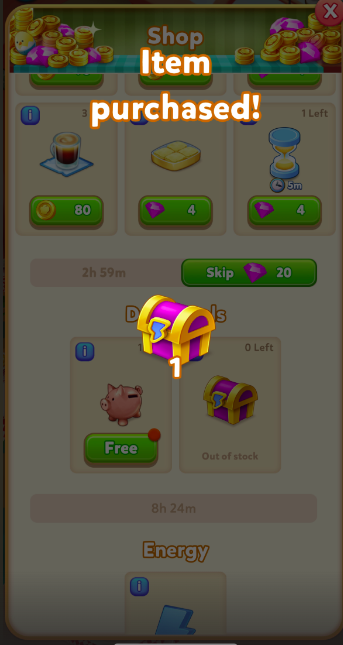 Shop
Item
purchased!
3
1 Left
5m
80
4
4
2h 59m
Skip 20
D
ls
1
0 Left
Free
Out of stock
8h 24m
Energy